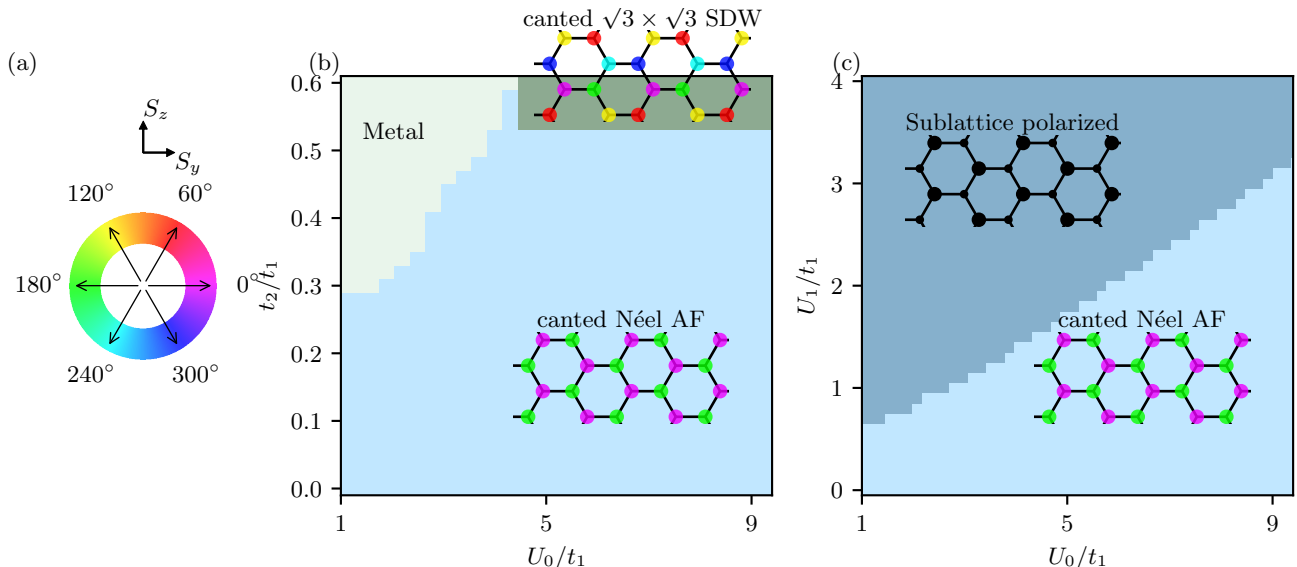 (a)
S_z
S_y
120° 60°
180° 0°
240° 300°
canted √3 × √3 SDW
(b)
Metal
canted Néel AF
t_2/t_1
0.6
0.5
0.4
0.3
0.2
0.1
0.0
1 5 9
U_0/t_1
(c)
Sublattice polarized
canted Néel AF
U_1/t_1
4
3
2
1
0
1 5 9
U_0/t_1